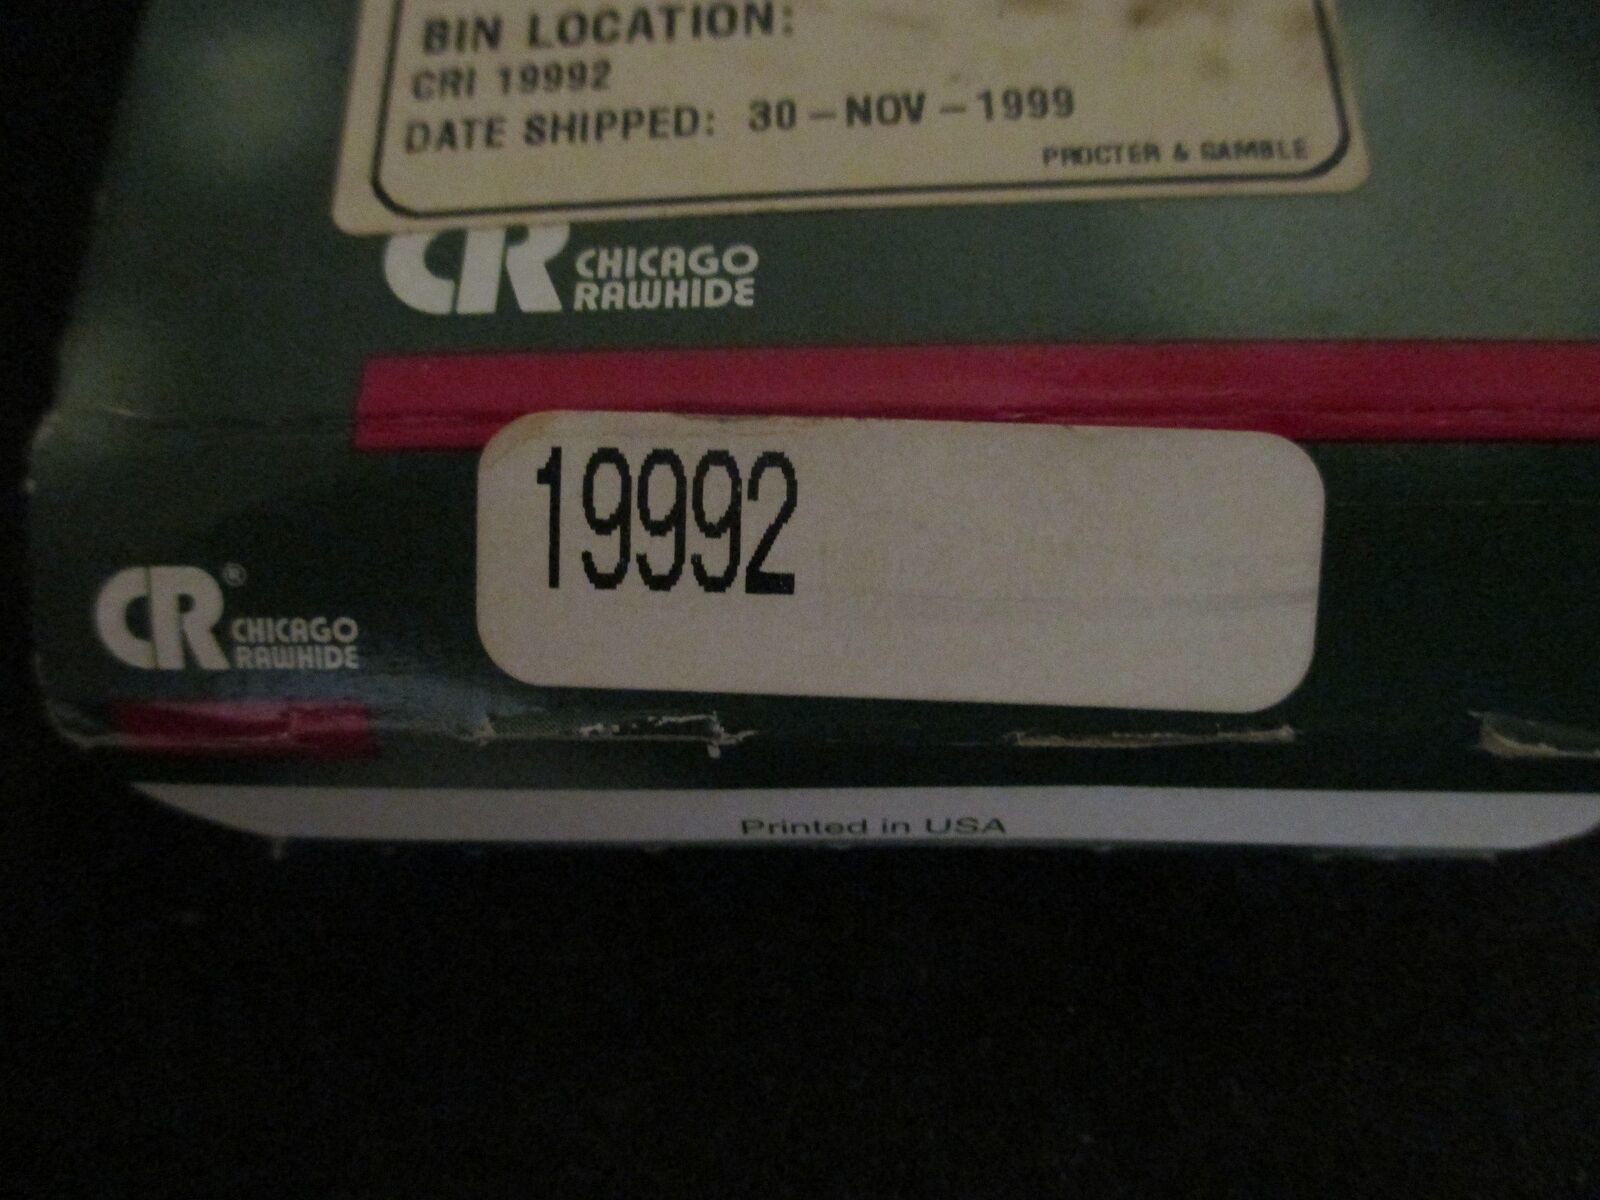 BIN LOCATION:
CRI 19992
DATE SHIPPED: 30-NOV-1999
PROCTER & GAMBLE
CR CHICAGO
RAWHIDE
19992
CR® CHICAGO
RAWHIDE
Printed in USA